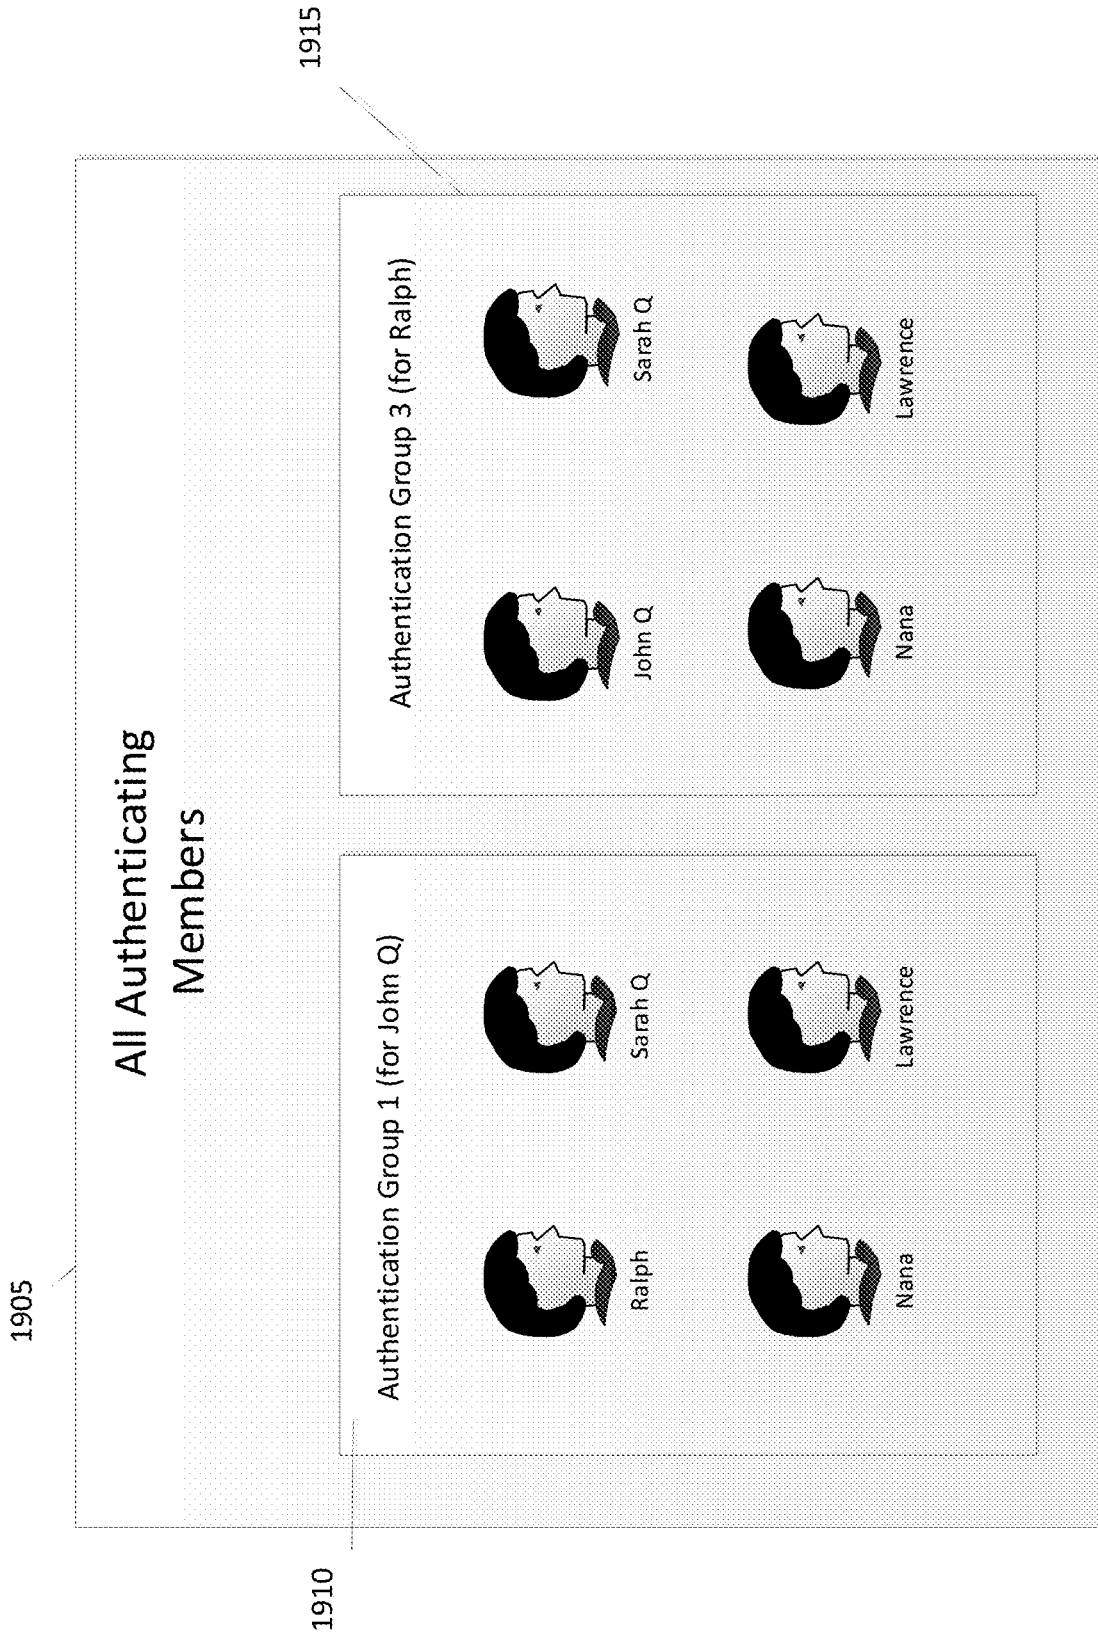 1905
All Authenticating
Members
1910
1915
Authentication Group 1 (for John Q)
Ralph
Sarah Q
Nana
Lawrence
Authentication Group 3 (for Ralph)
John Q
Sarah Q
Nana
Lawrence